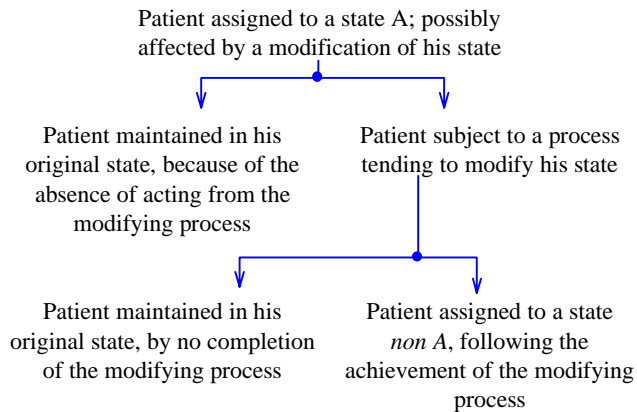 Patient assigned to a state A; possibly
affected by a modification of his state
Patient maintained in his
original state, because of the
absence of acting from the
modifying process
Patient subject to a process
tending to modify his state
Patient maintained in his
original state, by no completion
of the modifying process
Patient assigned to a state
non A, following the
achievement of the modifying
process